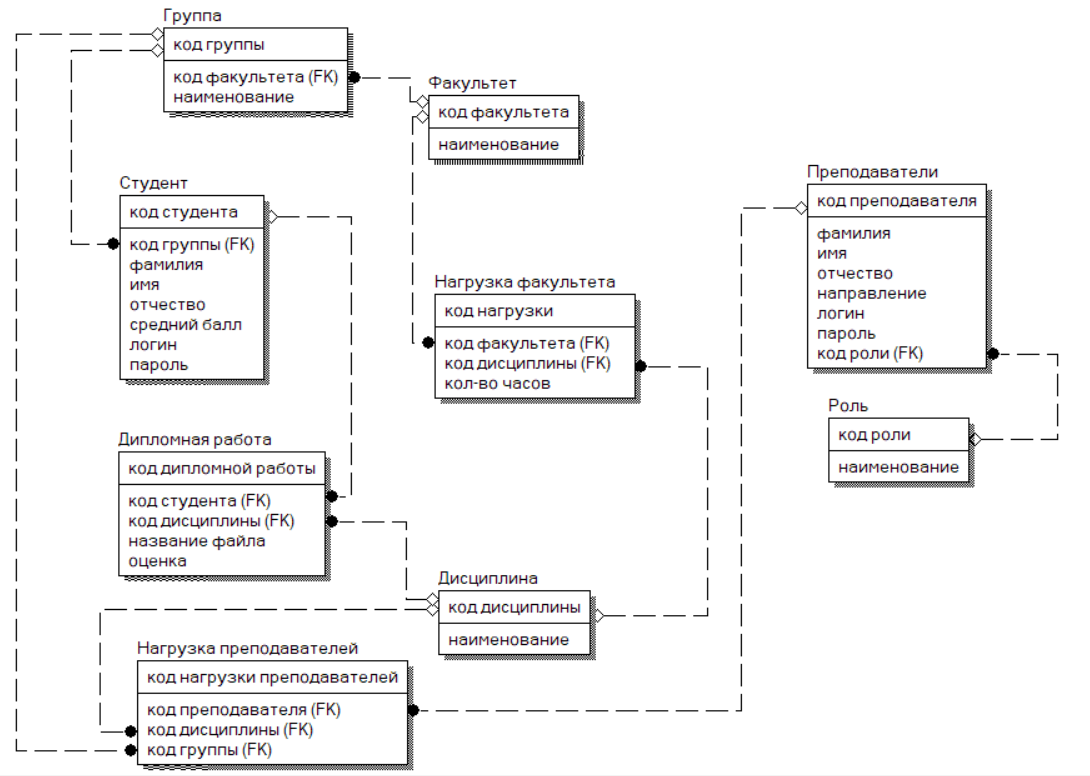 Группа
код группы
код факультета (FK)
наименование
Факультет
код факультета
наименование
Студент
код студента
код группы (FK)
фамилия
имя
отчество
средний балл
логин
пароль
Преподаватели
код преподавателя
фамилия
имя
отчество
направление
логин
пароль
код роли (FK)
Нагрузка факультета
код нагрузки
код факультета (FK)
код дисциплины (FK)
кол-во часов
Роль
код роли
наименование
Дипломная работа
код дипломной работы
код студента (FK)
код дисциплины (FK)
название файла
оценка
Дисциплина
код дисциплины
наименование
Нагрузка преподавателей
код нагрузки преподавателей
код преподавателя (FK)
код дисциплины (FK)
код группы (FK)